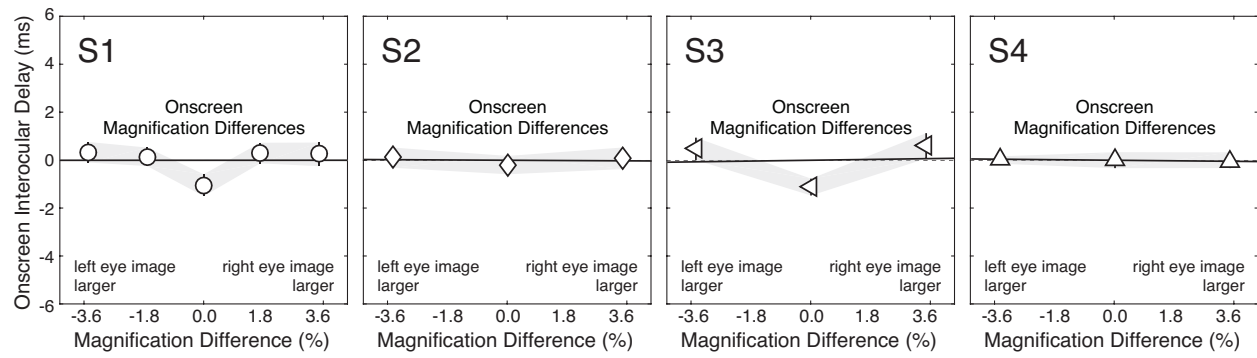 Onscreen Interocular Delay (ms)
6
4
2
0
-2
-4
-6
S1
Onscreen
Magnification Differences
left eye image
larger
right eye image
larger
-3.6
-1.8
0.0
1.8
3.6
Magnification Difference (%)
S2
Onscreen
Magnification Differences
left eye image
larger
right eye image
larger
-3.6
-1.8
0.0
1.8
3.6
Magnification Difference (%)
S3
Onscreen
Magnification Differences
left eye image
larger
right eye image
larger
-3.6
-1.8
0.0
1.8
3.6
Magnification Difference (%)
S4
Onscreen
Magnification Differences
left eye image
larger
right eye image
larger
-3.6
-1.8
0.0
1.8
3.6
Magnification Difference (%)